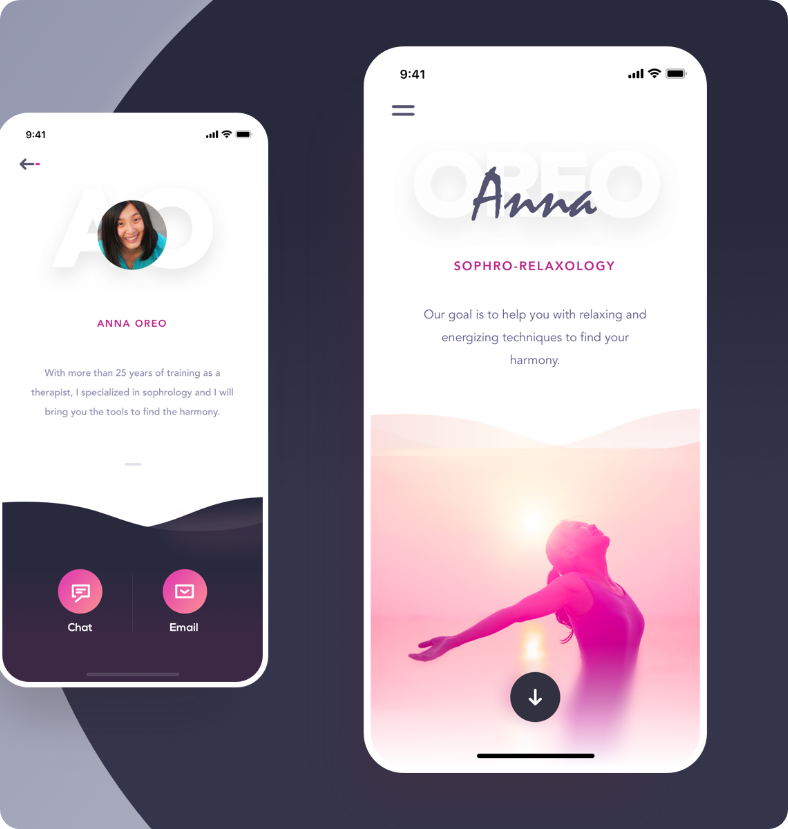 9:41
AO
ANNA OREO
With more than 25 years of training as a
therapist, I specialized in sophrology and I will
bring you the tools to find the harmony.
Chat
Email
9:41
OREO
Anna
SOPHRO-RELAXOLOGY
Our goal is to help you with relaxing and
energizing techniques to find your
harmony.